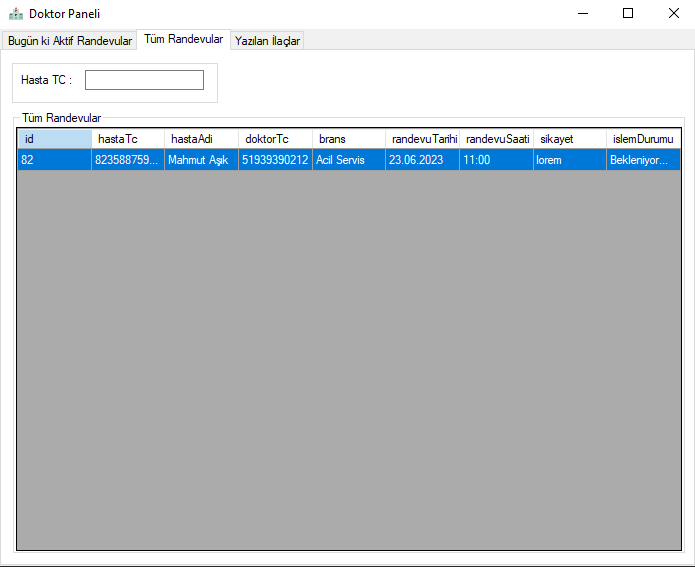 Doktor Paneli
Bugün ki Aktif Randevular Tüm Randevular Yazılan İlaçlar
Hasta TC :
Tüm Randevular
id hastaTc hastaAdi doktorTc brans randevuTarihi randevuSaati sikayet islemDurumu
82 823588759... Mahmut Aşık 51939390212 Acil Servis 23.06.2023 11:00 lorem Bekleniyor...